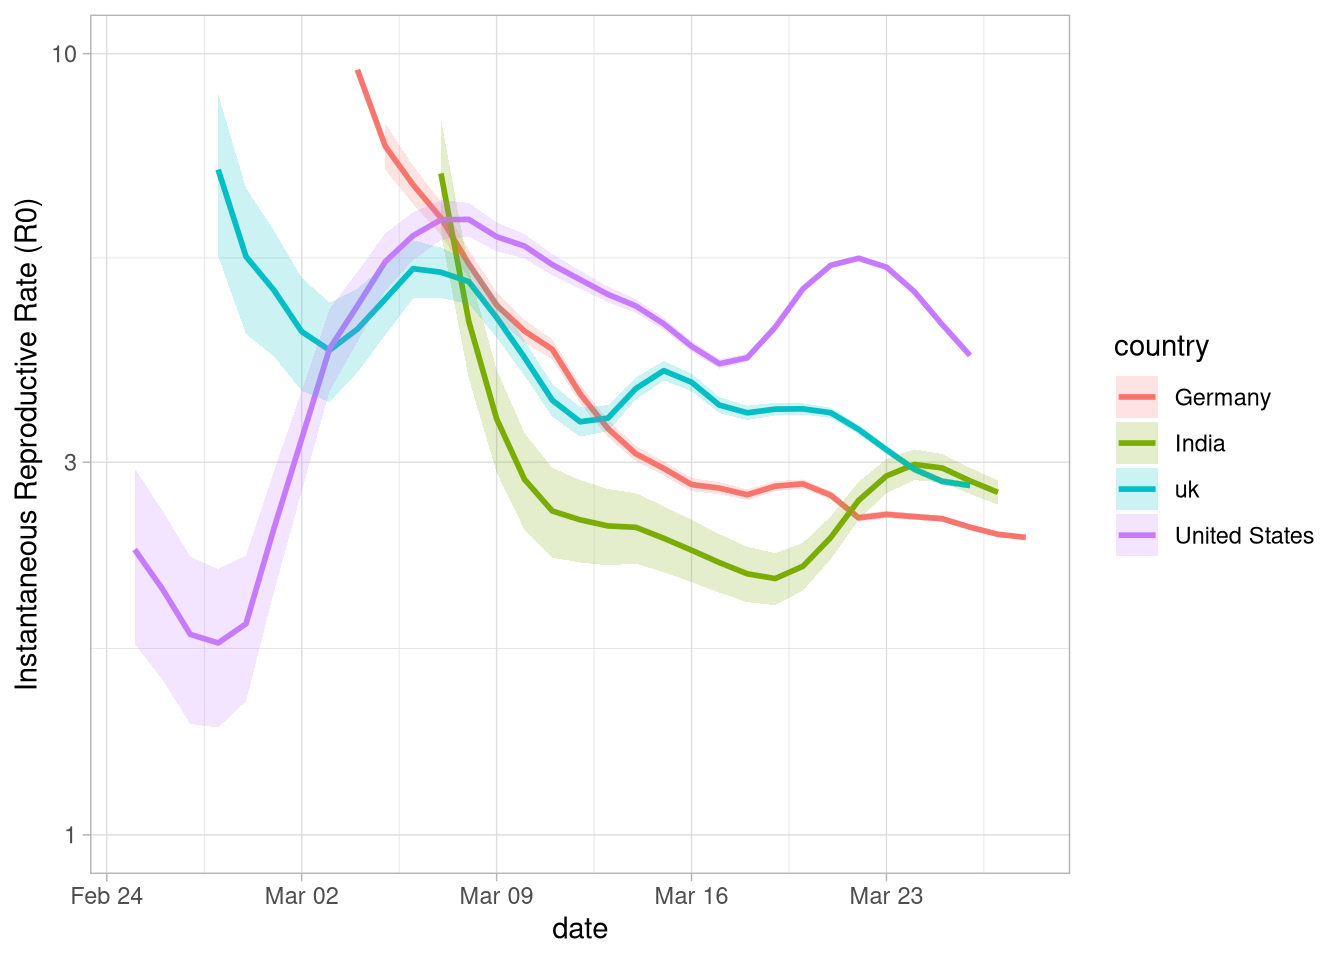 Instantaneous Reproductive Rate (R0)
10
3
1
Feb 24
Mar 02
Mar 09
Mar 16
Mar 23
date
country
Germany
India
uk
United States